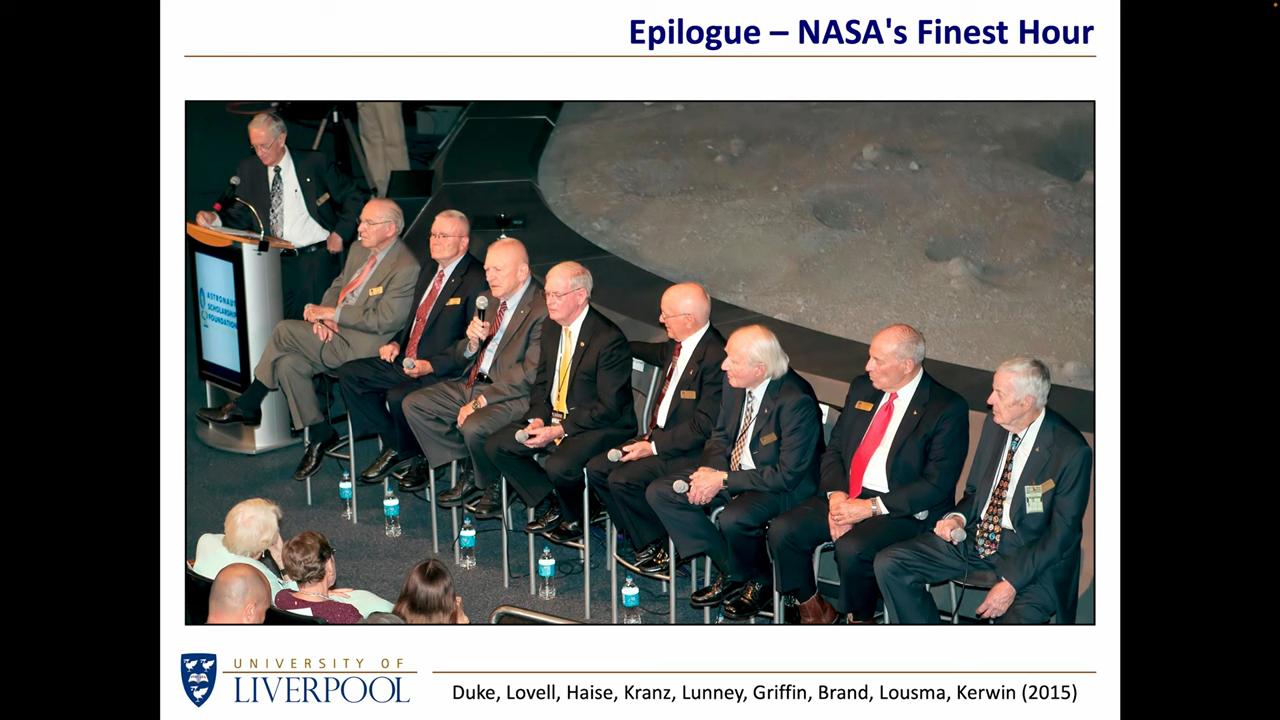 Epilogue – NASA's Finest Hour
ASTRONAUT
SCHOLARSHIP
FOUNDATION
UNIVERSITY OF
LIVERPOOL
Duke, Lovell, Haise, Kranz, Lunney, Griffin, Brand, Lousma, Kerwin (2015)